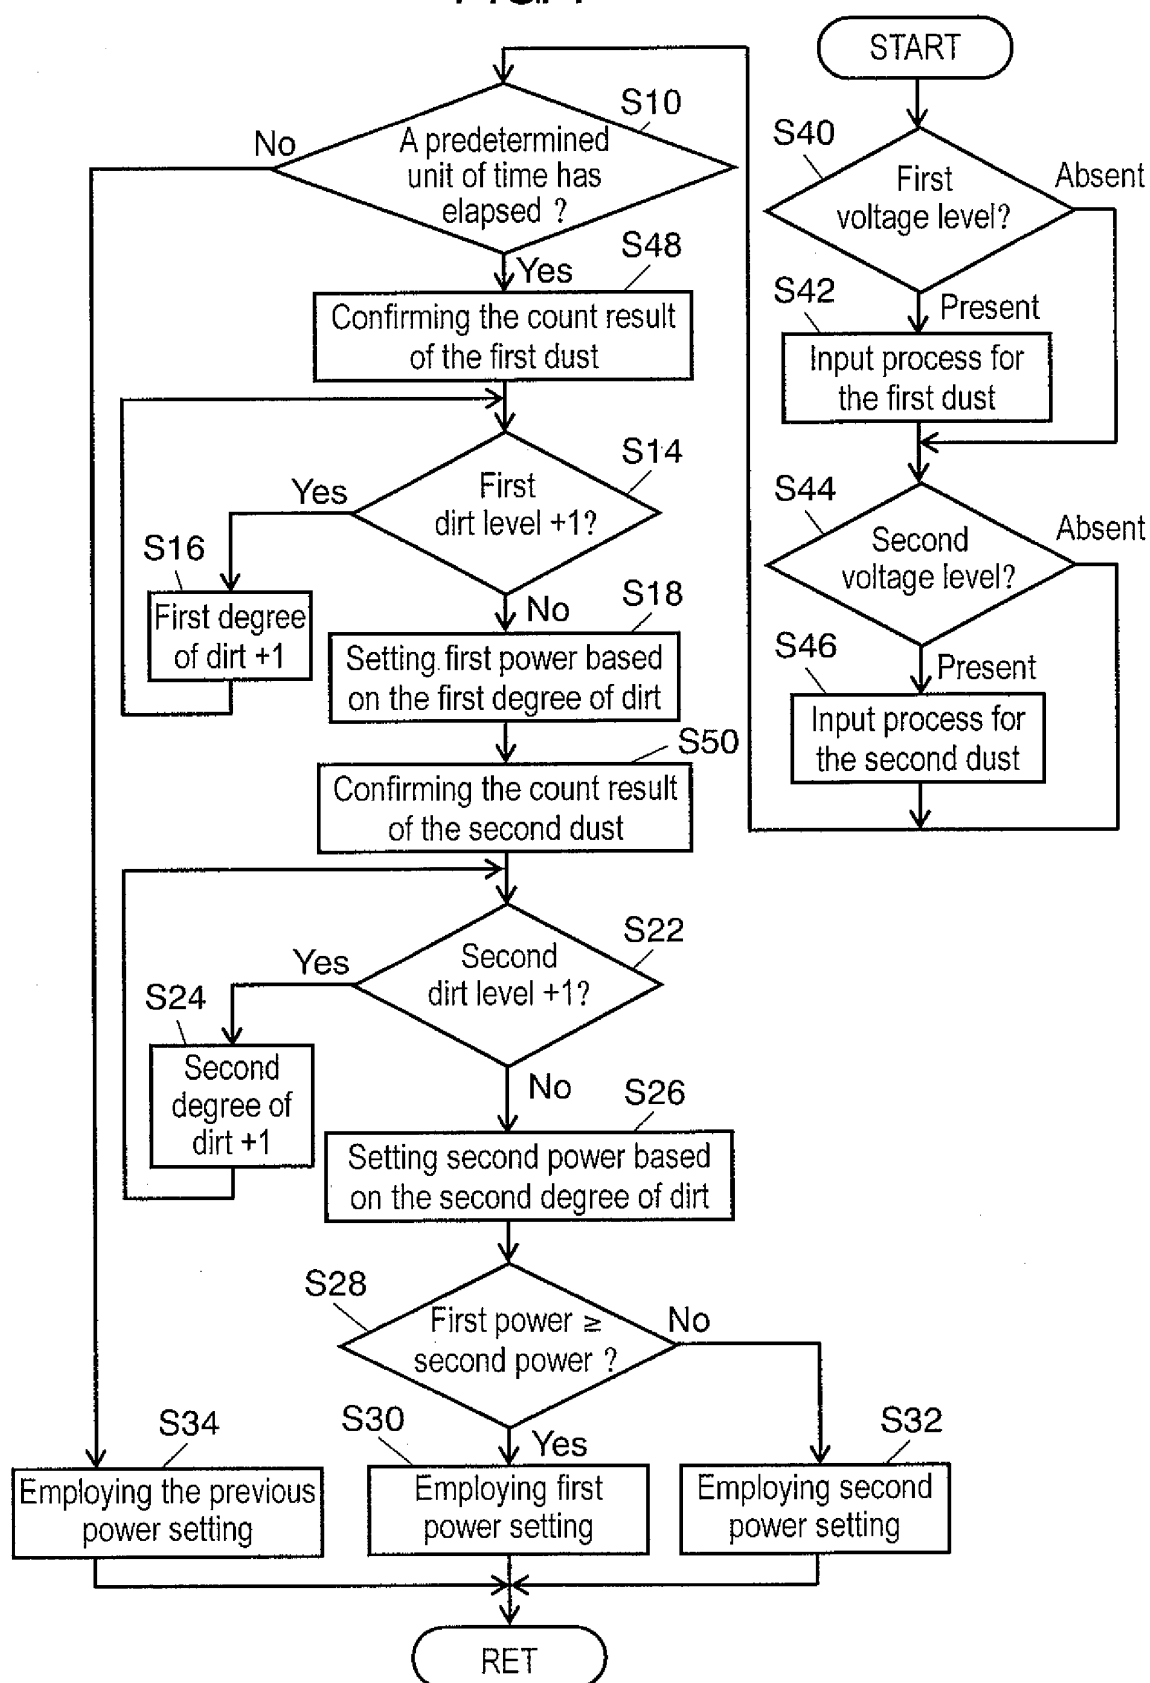 START
S40
First
voltage level?
Absent
S42
Present
Input process for
the first dust
S44
Second
voltage level?
Absent
S46
Present
Input process for
the second dust
S10
No
A predetermined
unit of time has
elapsed ?
Yes
S48
Confirming the count result
of the first dust
S14
Yes
First
dirt level +1?
S16
First degree
of dirt +1
No
S18
Setting first power based
on the first degree of dirt
S50
Confirming the count result
of the second dust
S22
Yes
Second
dirt level +1?
S24
Second
degree of
dirt +1
No
S26
Setting second power based
on the second degree of dirt
S28
First power ≥
second power ?
No
Yes
S34
Employing the previous
power setting
S30
Employing first
power setting
S32
Employing second
power setting
RET